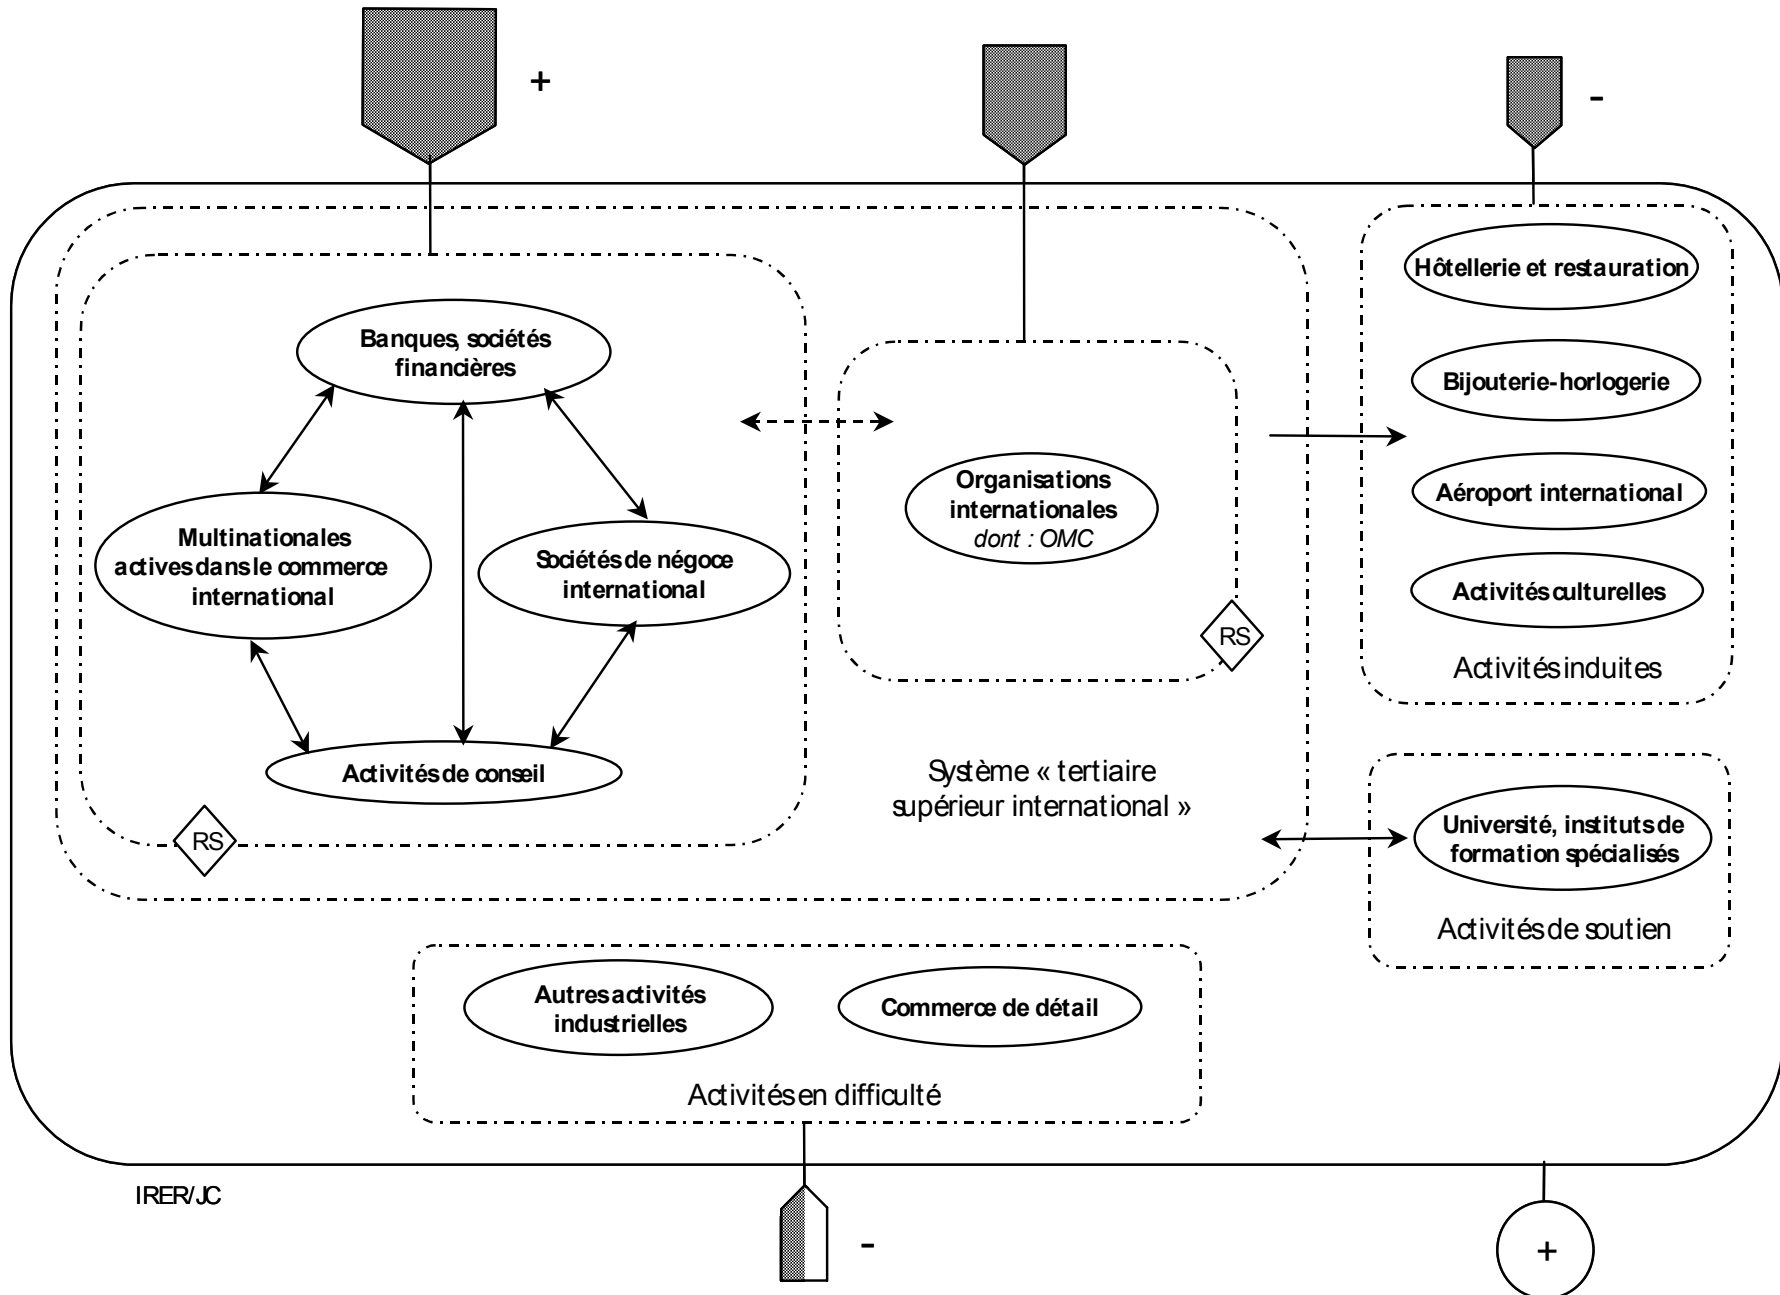 +
-
Hôtellerie et restauration
Banques, sociétés
financières
Bijouterie-horlogerie
Organisations
internationales
dont : OMC
Aéroport international
Multinationales
actives dans le commerce
international
Sociétés de négoce
international
Activités culturelles
RS
Activités induites
Activités de conseil
Système « tertiaire
supérieur international »
RS
Université, instituts de
formation spécialisés
Activités de soutien
Autres activités
industrielles
Commerce de détail
Activités en difficulté
IRER/JC
-
+